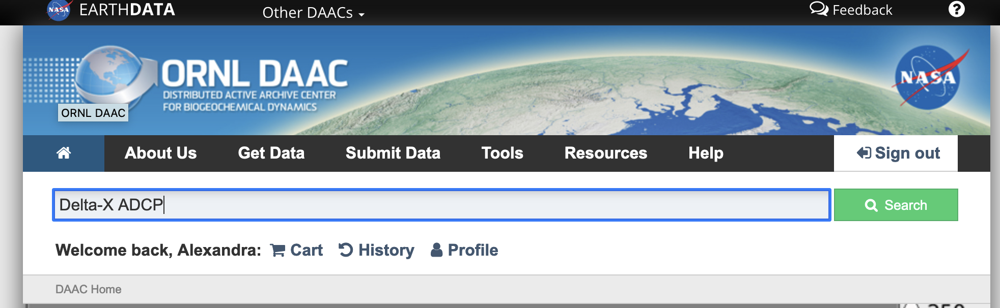 NASA EARTHDATA Other DAACs Feedback ?
ORNL DAAC
DISTRIBUTED ACTIVE ARCHIVE CENTER
FOR BIOGEOCHEMICAL DYNAMICS
NASA
ORNL DAAC
About Us Get Data Submit Data Tools Resources Help Sign out
Delta-X ADCP Search
Welcome back, Alexandra: Cart History Profile
DAAC Home